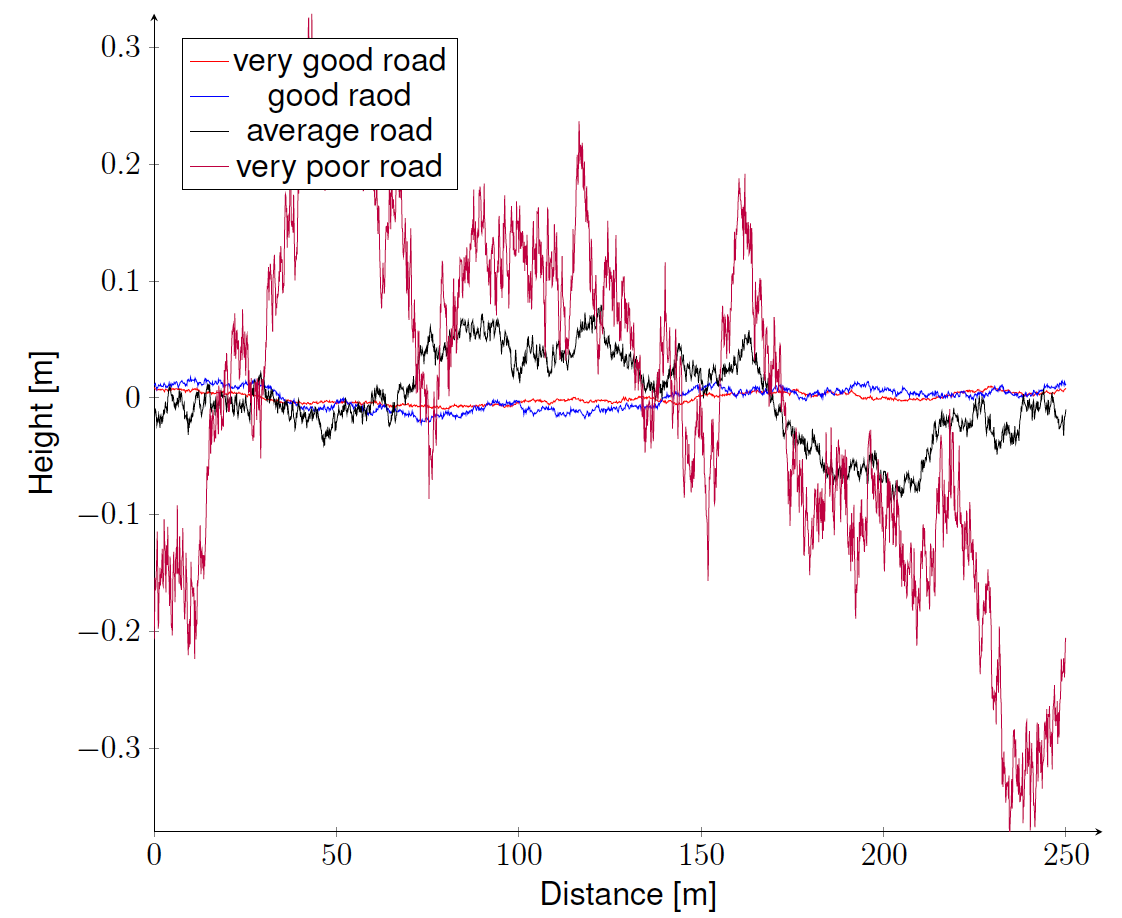 0.3
0.2
0.1
0
−0.1
−0.2
−0.3
Height [m]
very good road
good raod
average road
very poor road
0 50 100 150 200 250
Distance [m]